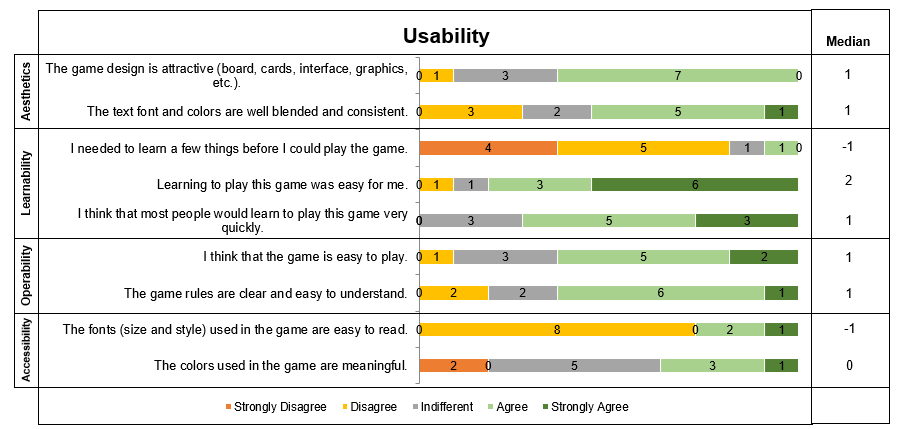 Usability
Median
Aesthetics
The game design is attractive (board, cards, interface, graphics,
etc.).
0 1 3 7 0
1
The text font and colors are well blended and consistent.
0 3 2 5 1
1
Learnability
I needed to learn a few things before I could play the game.
4 5 1 1 0
-1
Learning to play this game was easy for me.
0 1 1 3 6
2
I think that most people would learn to play this game very
quickly.
0 3 5 3
1
Operability
I think that the game is easy to play.
0 1 3 5 2
1
The game rules are clear and easy to understand.
0 2 2 6 1
1
Accessibility
The fonts (size and style) used in the game are easy to read.
0 8 0 2 1
-1
The colors used in the game are meaningful.
2 0 5 3 1
0
Strongly Disagree Disagree Indifferent Agree Strongly Agree